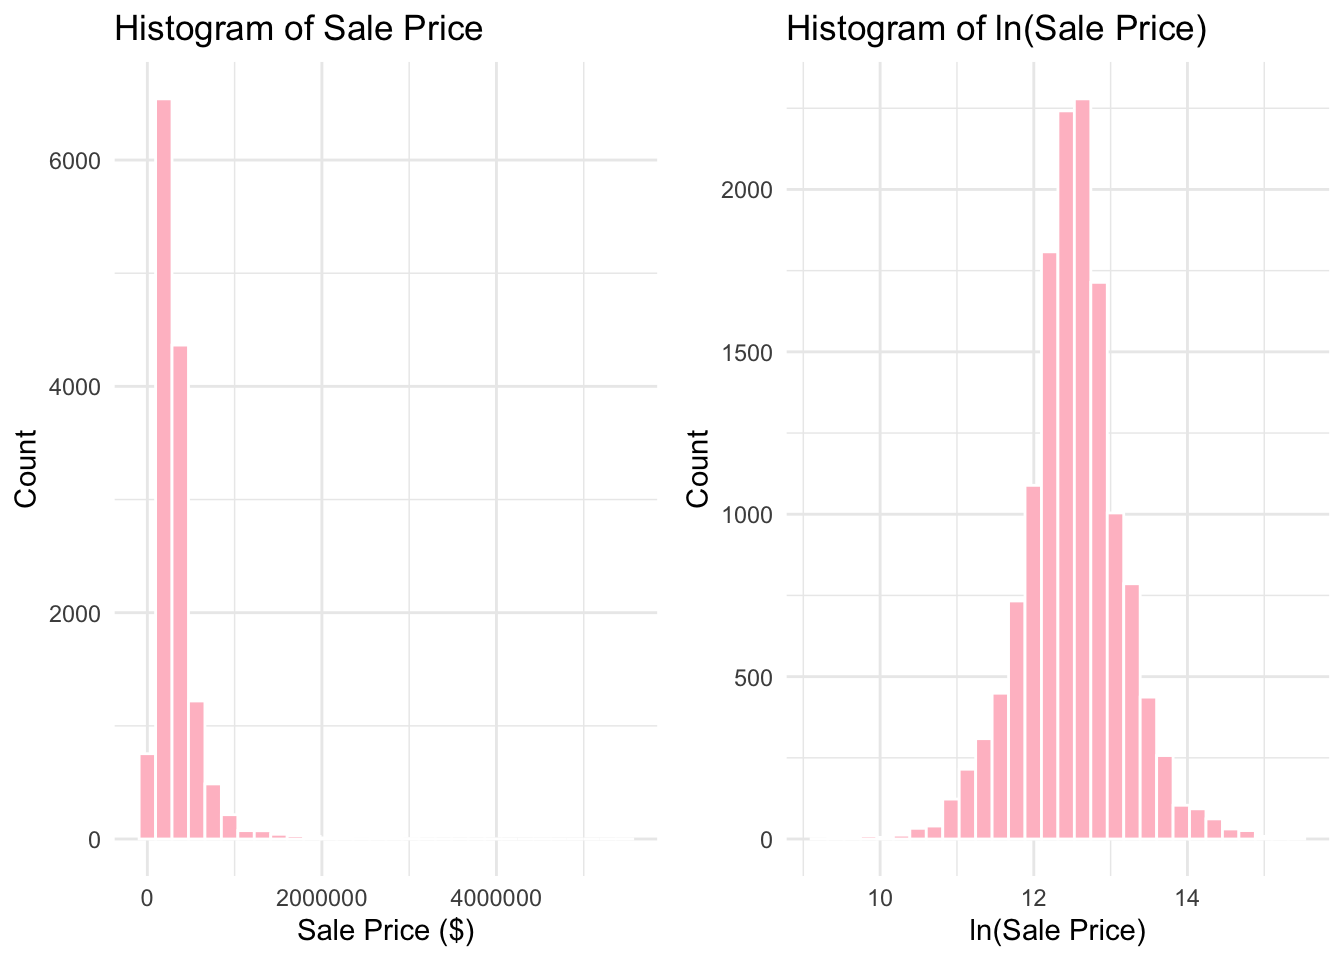 Histogram of Sale Price
6000
4000
2000
0
Count
0 2000000 4000000
Sale Price ($)
Histogram of ln(Sale Price)
2000
1500
1000
500
0
Count
10 12 14
ln(Sale Price)